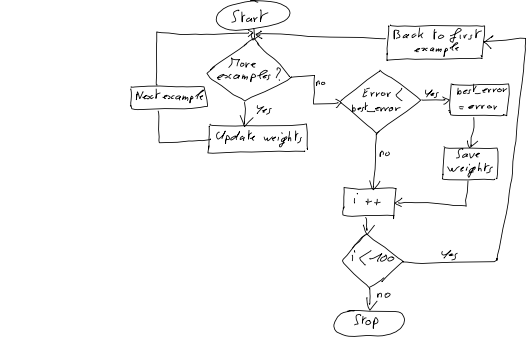 Start
Back to first
example
More
examples?
no
Next example
Yes
Update weights
Error <
best_error
Yes
best_error
= error
no
Save
weights
i ++
i < 100
Yes
no
Stop